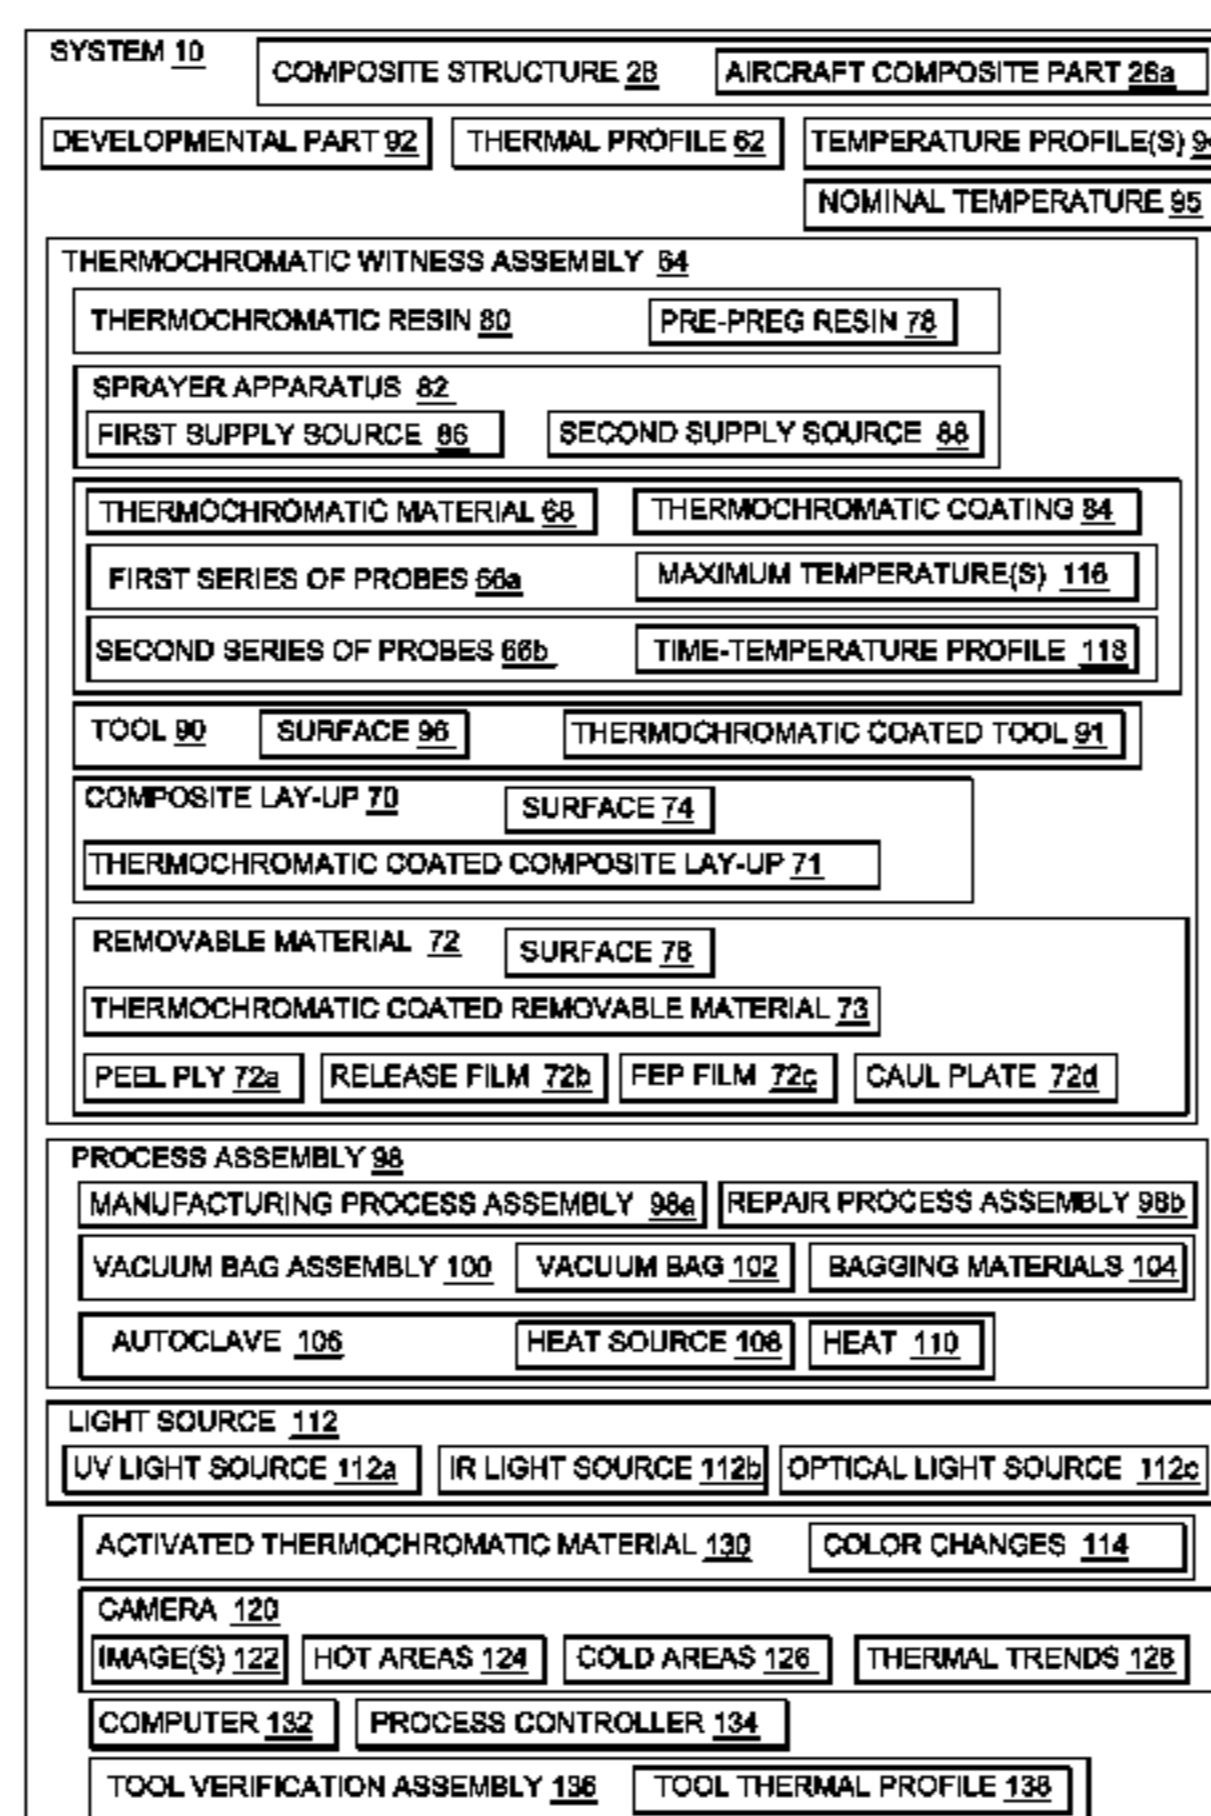 SYSTEM 10
COMPOSITE STRUCTURE 28 AIRCRAFT COMPOSITE PART 28a
DEVELOPMENTAL PART 92 THERMAL PROFILE 62 TEMPERATURE PROFILE(S)
NOMINAL TEMPERATURE 95
THERMOCHROMATIC WITNESS ASSEMBLY 64
THERMOCHROMATIC RESIN 80 PRE-PREG RESIN 78
SPRAYER APPARATUS 82
FIRST SUPPLY SOURCE 86 SECOND SUPPLY SOURCE 88
THERMOCHROMATIC MATERIAL 68 THERMOCHROMATIC COATING 84
FIRST SERIES OF PROBES 66a MAXIMUM TEMPERATURE(S) 116
SECOND SERIES OF PROBES 66b TIME-TEMPERATURE PROFILE 118
TOOL 90 SURFACE 96 THERMOCHROMATIC COATED TOOL 91
COMPOSITE LAY-UP 70 SURFACE 74
THERMOCHROMATIC COATED COMPOSITE LAY-UP 71
REMOVABLE MATERIAL 72 SURFACE 76
THERMOCHROMATIC COATED REMOVABLE MATERIAL 73
PEEL PLY 72a RELEASE FILM 72b FEP FILM 72c CAUL PLATE 72d
PROCESS ASSEMBLY 98
MANUFACTURING PROCESS ASSEMBLY 98a REPAIR PROCESS ASSEMBLY 98b
VACUUM BAG ASSEMBLY 100 VACUUM BAG 102 BAGGING MATERIALS 104
AUTOCLAVE 106 HEAT SOURCE 108 HEAT 110
LIGHT SOURCE 112
UV LIGHT SOURCE 112a IR LIGHT SOURCE 112b OPTICAL LIGHT SOURCE 112c
ACTIVATED THERMOCHROMATIC MATERIAL 130 COLOR CHANGES 114
CAMERA 120
IMAGE(S) 122 HOT AREAS 124 COLD AREAS 126 THERMAL TRENDS 128
COMPUTER 132 PROCESS CONTROLLER 134
TOOL VERIFICATION ASSEMBLY 136 TOOL THERMAL PROFILE 138